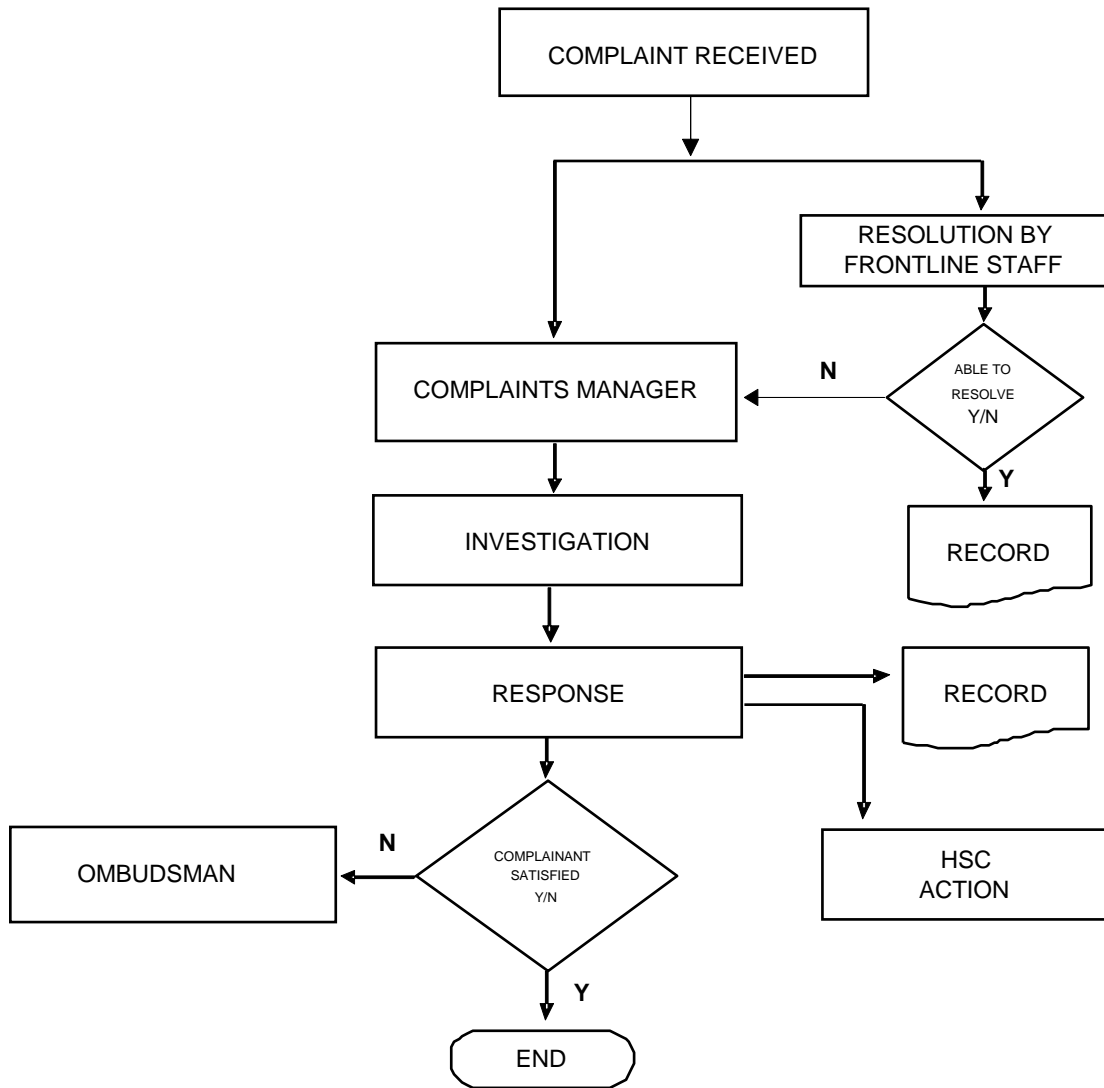 COMPLAINT RECEIVED
RESOLUTION BY
FRONTLINE STAFF
COMPLAINTS MANAGER
N
ABLE TO
RESOLVE
Y/N
Y
RECORD
INVESTIGATION
RESPONSE
RECORD
OMBUDSMAN
N
COMPLAINANT
SATISFIED
Y/N
HSC
ACTION
Y
END